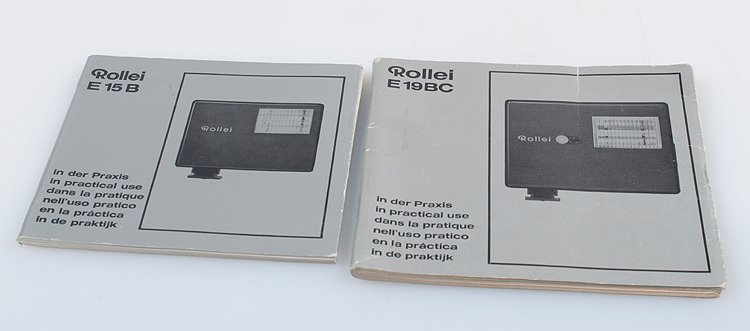 Rollei
E 15 B
Rollei
in der Praxis
in practical use
dans la pratique
nell'uso pratico
en la práctica
in de praktijk
Rollei
E 19 BC
Rollei
in der Praxis
in practical use
dans la pratique
nell'uso pratico
en la práctica
in de praktijk